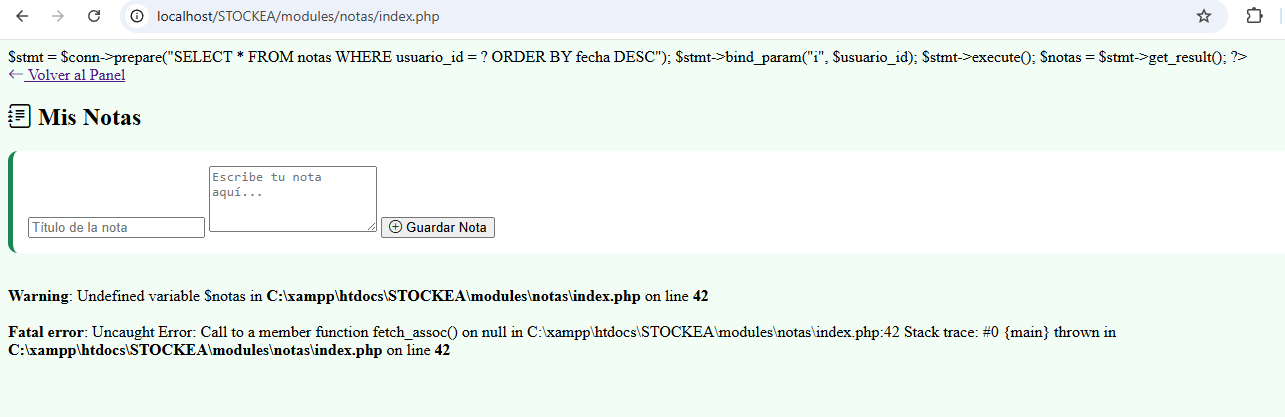 localhost/STOCKEA/modules/notas/index.php
$stmt = $conn->prepare("SELECT * FROM notas WHERE usuario_id = ? ORDER BY fecha DESC"); $stmt->bind_param("i", $usuario_id); $stmt->execute(); $notas = $stmt->get_result(); ?>
← Volver al Panel
Mis Notas
Escribe tu nota
aquí...
Título de la nota
Guardar Nota
Warning: Undefined variable $notas in C:\xampp\htdocs\STOCKEA\modules\notas\index.php on line 42
Fatal error: Uncaught Error: Call to a member function fetch_assoc() on null in C:\xampp\htdocs\STOCKEA\modules\notas\index.php:42 Stack trace: #0 {main} thrown in
C:\xampp\htdocs\STOCKEA\modules\notas\index.php on line 42